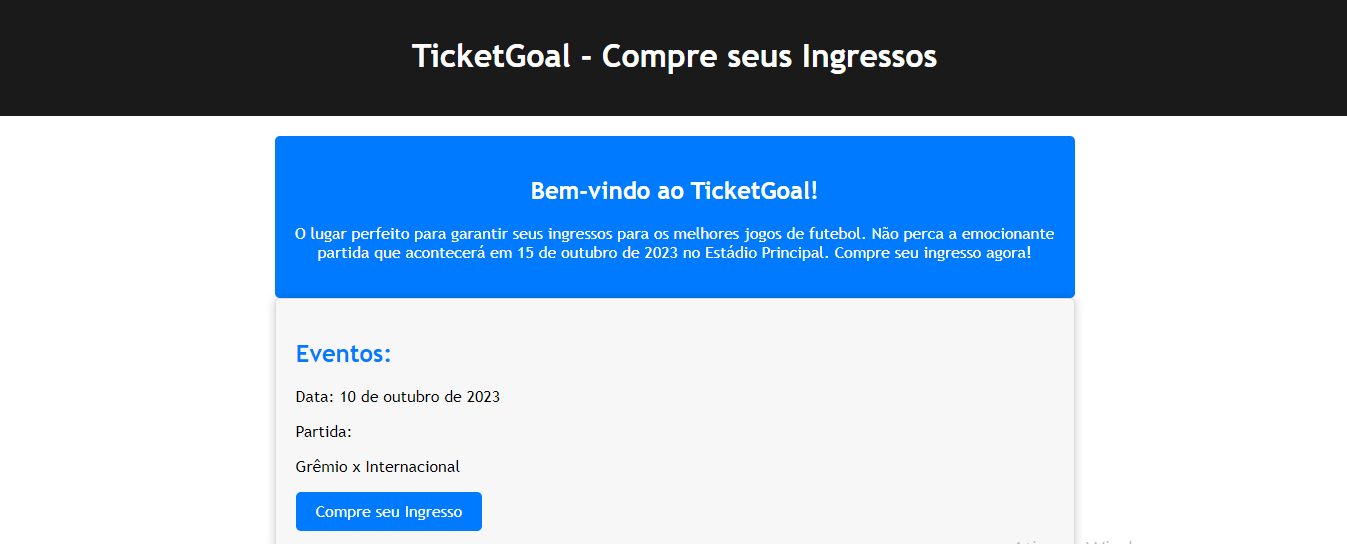 TicketGoal - Compre seus Ingressos
Bem-vindo ao TicketGoal!
O lugar perfeito para garantir seus ingressos para os melhores jogos de futebol. Não perca a emocionante
partida que acontecerá em 15 de outubro de 2023 no Estádio Principal. Compre seu ingresso agora!
Eventos:
Data: 10 de outubro de 2023
Partida:
Grêmio x Internacional
Compre seu Ingresso